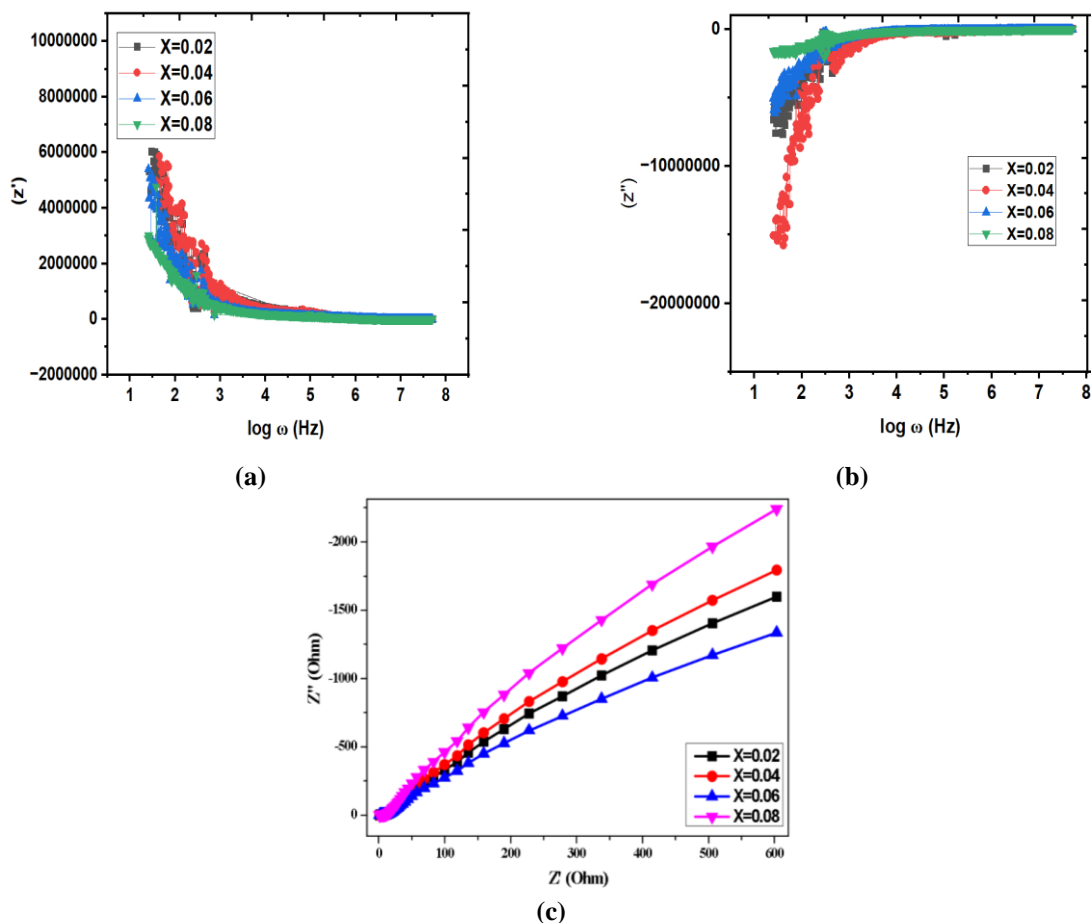 10000000
8000000
6000000
4000000
2000000
0
−2000000
(z')
1 2 3 4 5 6 7 8
log ω (Hz)
X=0.02
X=0.04
X=0.06
X=0.08
(a)
0
−10000000
−20000000
(z'')
1 2 3 4 5 6 7 8
log ω (Hz)
X=0.02
X=0.04
X=0.06
X=0.08
(b)
-2000
-1500
-1000
-500
0
Z'' (Ohm)
0 100 200 300 400 500 600
Z' (Ohm)
X=0.02
X=0.04
X=0.06
X=0.08
(c)